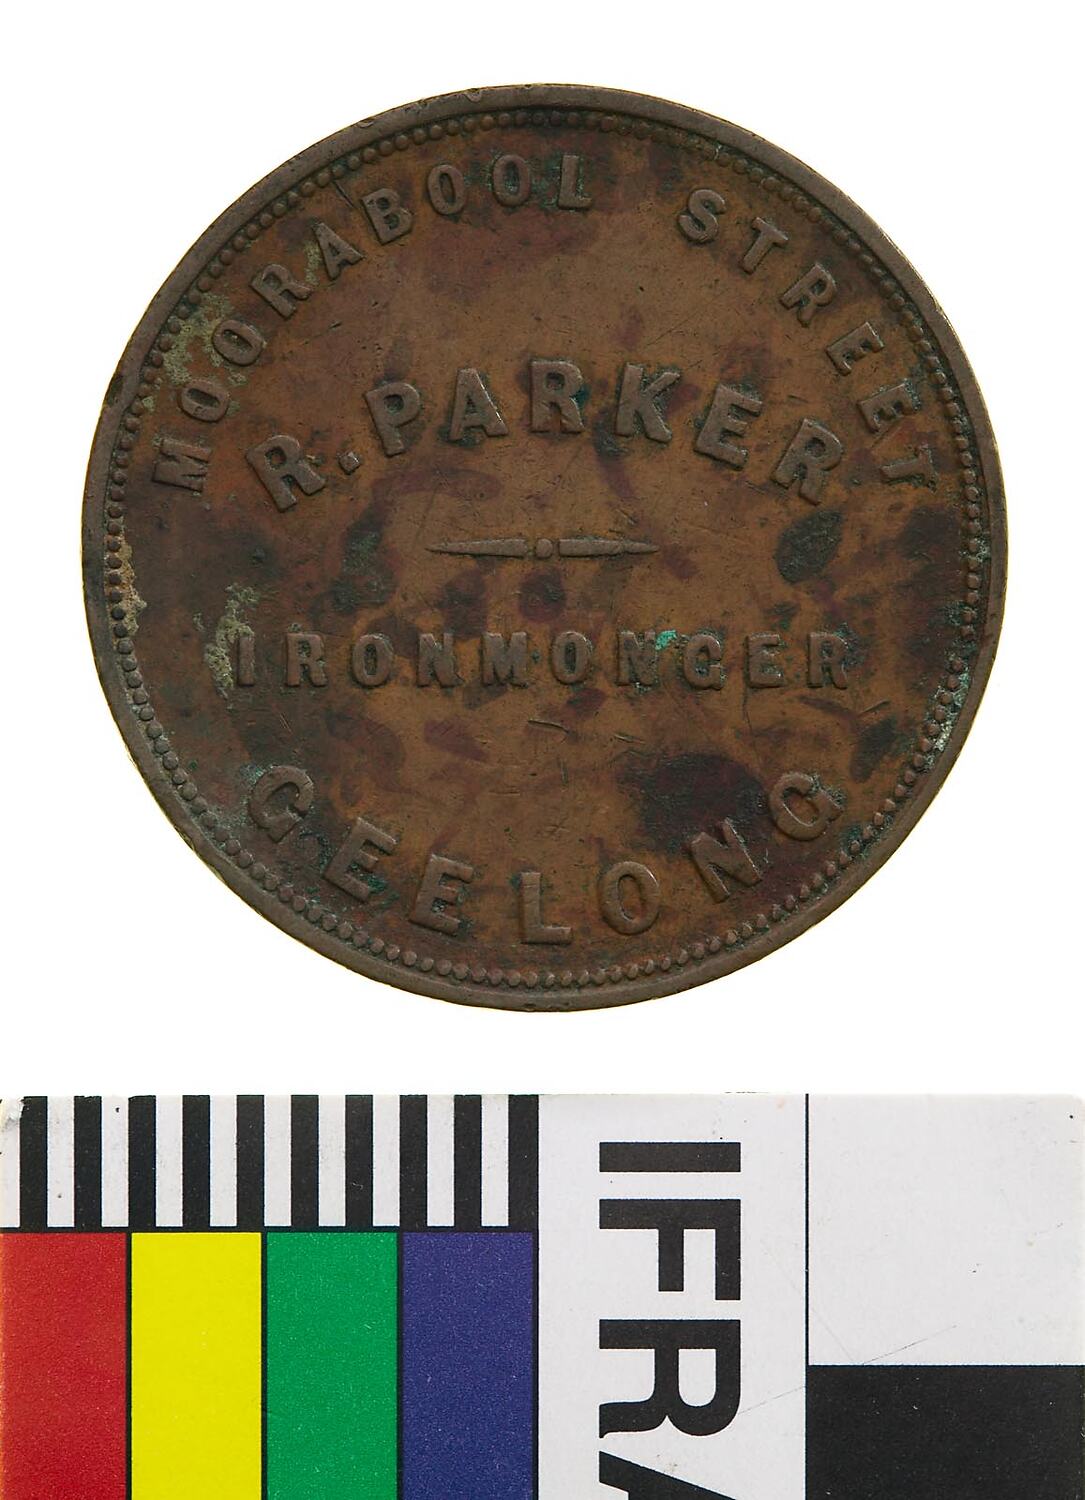 MOORABOOL STREET
R. PARKER
IRONMONGER
GEELONG
IFRA